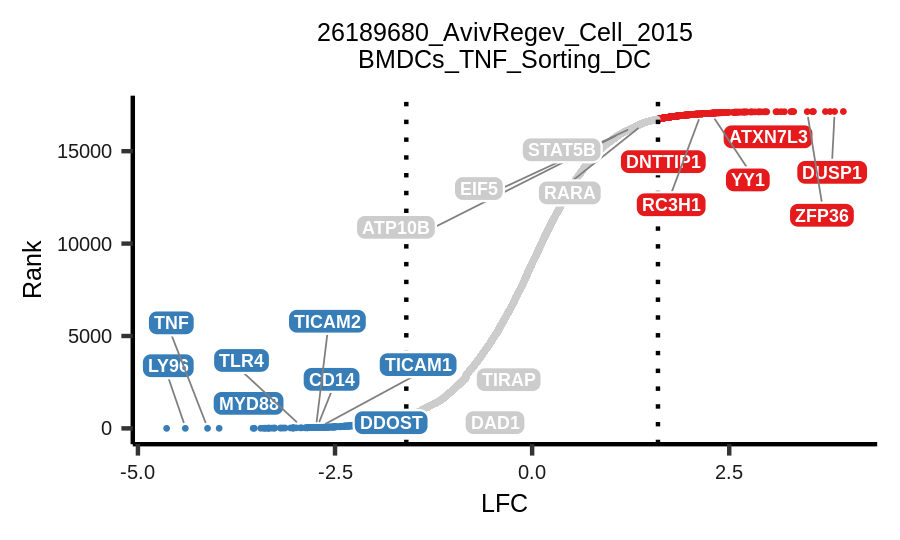 26189680_AvivRegev_Cell_2015
BMDCs_TNF_Sorting_DC
Rank
15000
10000
5000
0
STAT5B
EIF5
RARA
ATP10B
ATXN7L3
DNTTIP1
YY1
DUSP1
RC3H1
ZFP36
TNF
TICAM2
LY96
TLR4
TICAM1
CD14
TIRAP
MYD88
DDOST
DAD1
-5.0
-2.5
0.0
2.5
LFC